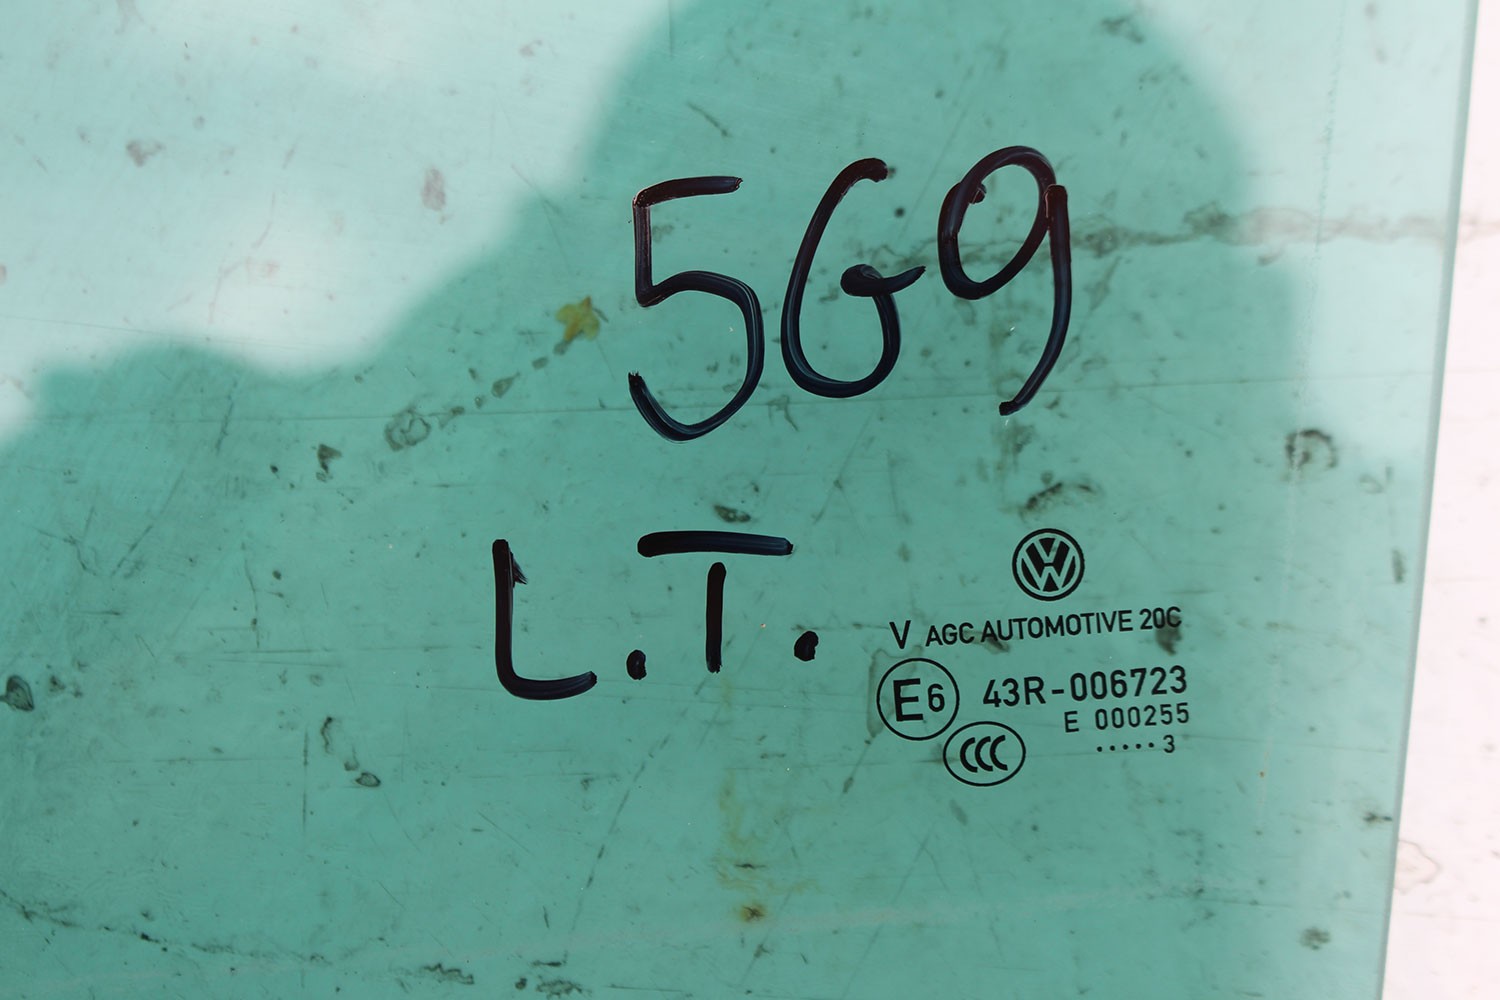 5G9
L.T.
V AGC AUTOMOTIVE 20C
E6 43R-006723
E 000255
CCC
.....3